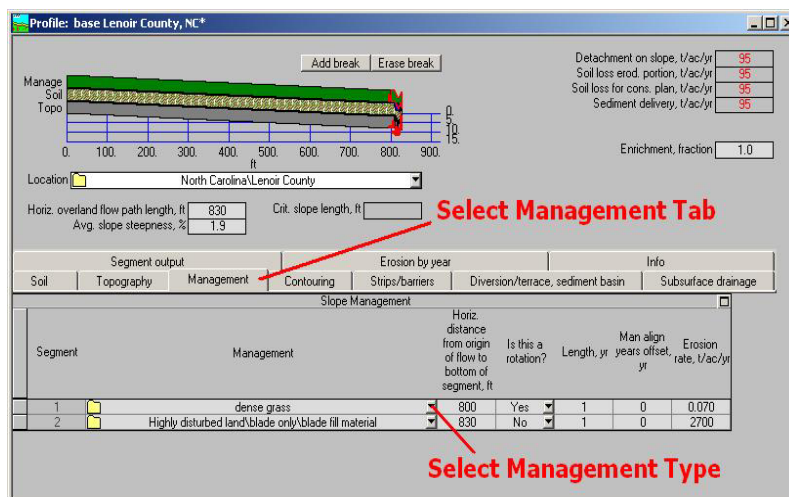 Profile: base Lenoir County, NC*
Add break Erase break
Detachment on slope, t/ac/yr 95
Soil loss erod. portion, t/ac/yr 95
Soil loss for cons. plan, t/ac/yr 95
Sediment delivery, t/ac/yr 95
Manage
Soil
Topo
0.
5.
10.
15.
0. 100. 200. 300. 400. 500. 600. 700. 800. 900.
ft
Enrichment, fraction 1.0
Location North Carolina\Lenoir County
Horiz. overland flow path length, ft 830 Crit. slope length, ft
Avg. slope steepness, % 1.9
Select Management Tab
Segment output Erosion by year Info
Soil Topography Management Contouring Strips/barriers Diversion/terrace, sediment basin Subsurface drainage
Slope Management
Segment
Management
Horiz.
distance
from origin
of flow to
bottom of
segment, ft
Is this a
rotation?
Length, yr
Man align
years offset,
yr
Erosion
rate, t/ac/yr
1 dense grass 800 Yes 1 0 0.070
2 Highly disturbed land\blade only\blade fill material 830 No 1 0 2700
Select Management Type